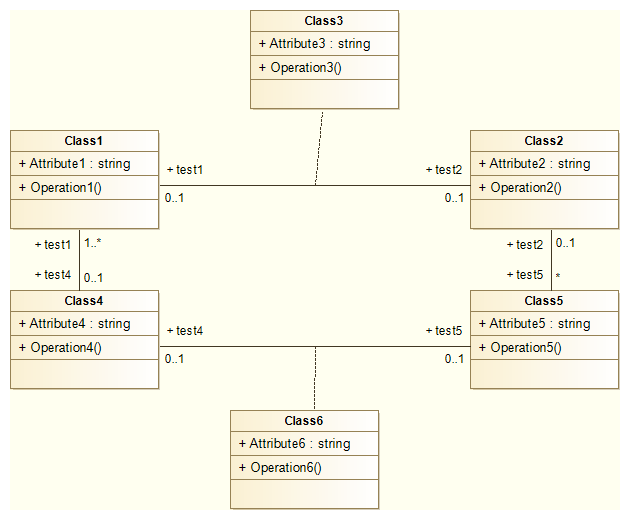 Class3
+ Attribute3 : string
+ Operation3()
Class1
+ Attribute1 : string
+ Operation1()
+ test1
0..1
+ test2
0..1
Class2
+ Attribute2 : string
+ Operation2()
+ test1
1..*
+ test4
0..1
+ test2
0..1
+ test5
*
Class4
+ Attribute4 : string
+ Operation4()
+ test4
0..1
+ test5
0..1
Class5
+ Attribute5 : string
+ Operation5()
Class6
+ Attribute6 : string
+ Operation6()